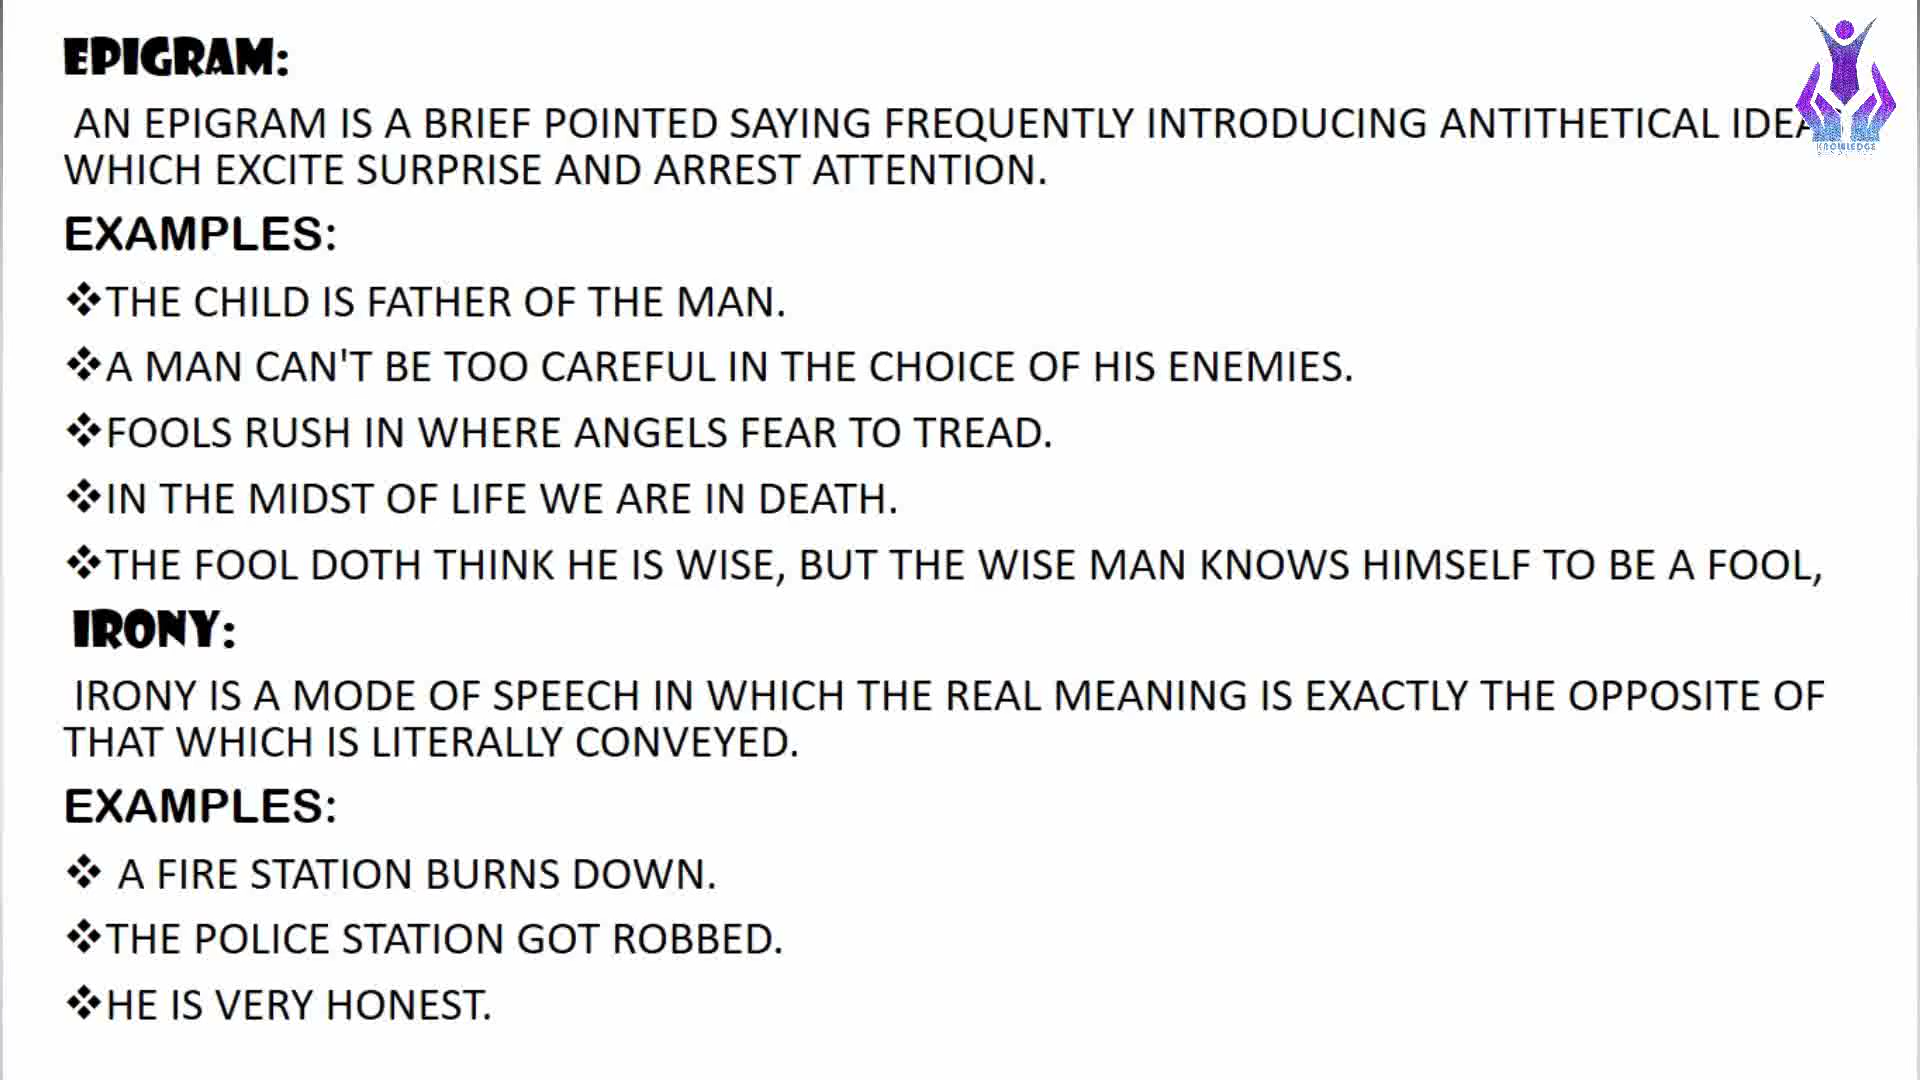 EPIGRAM:
AN EPIGRAM IS A BRIEF POINTED SAYING FREQUENTLY INTRODUCING ANTITHETICAL
WHICH EXCITE SURPRISE AND ARREST ATTENTION.
EXAMPLES:
❖THE CHILD IS FATHER OF THE MAN.
❖A MAN CAN'T BE TOO CAREFUL IN THE CHOICE OF HIS ENEMIES.
❖FOOLS RUSH IN WHERE ANGELS FEAR TO TREAD.
❖IN THE MIDST OF LIFE WE ARE IN DEATH.
❖THE FOOL DOTH THINK HE IS WISE, BUT THE WISE MAN KNOWS HIMSELF TO BE A FOOL,
IRONY:
IRONY IS A MODE OF SPEECH IN WHICH THE REAL MEANING IS EXACTLY THE OPPOSITE OF
THAT WHICH IS LITERALLY CONVEYED.
EXAMPLES:
❖ A FIRE STATION BURNS DOWN.
❖THE POLICE STATION GOT ROBBED.
❖HE IS VERY HONEST.
KNOWLEDGE